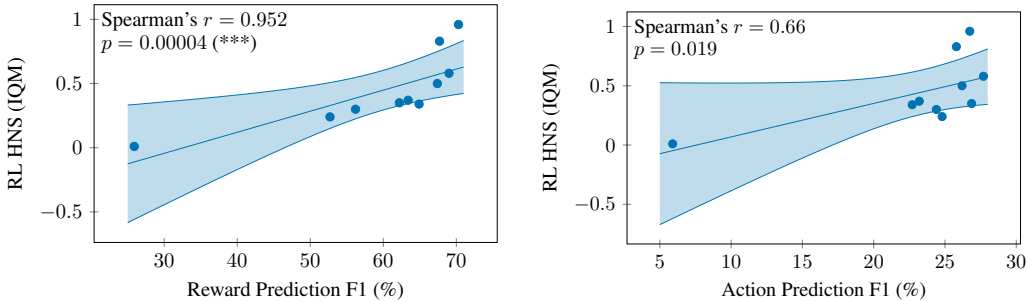 Spearman's r = 0.952
p = 0.00004 (***)
1
0.5
0
−0.5
RL HNS (IQM)
30 40 50 60 70
Reward Prediction F1 (%)
Spearman's r = 0.66
p = 0.019
1
0.5
0
−0.5
RL HNS (IQM)
5 10 15 20 25 30
Action Prediction F1 (%)